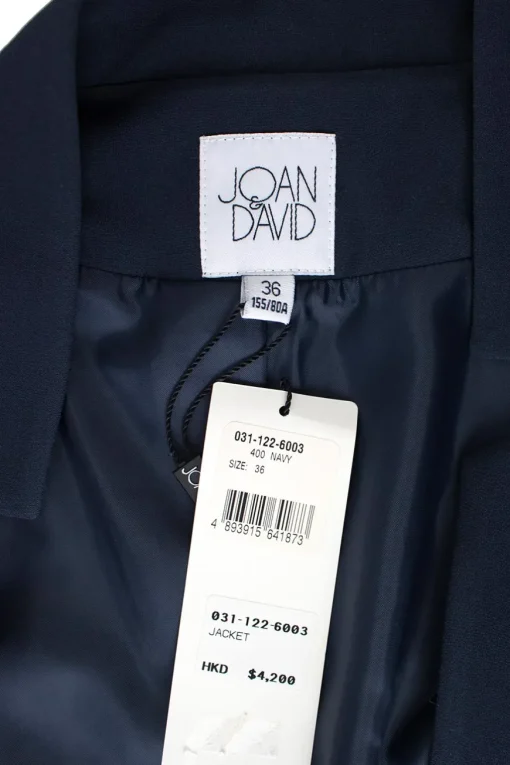 JOAN
&
DAVID
36
155/80A
JO
031-122-6003
400 NAVY
SIZE: 36
4 893915 641873
031-122-6003
JACKET
HKD $4,200